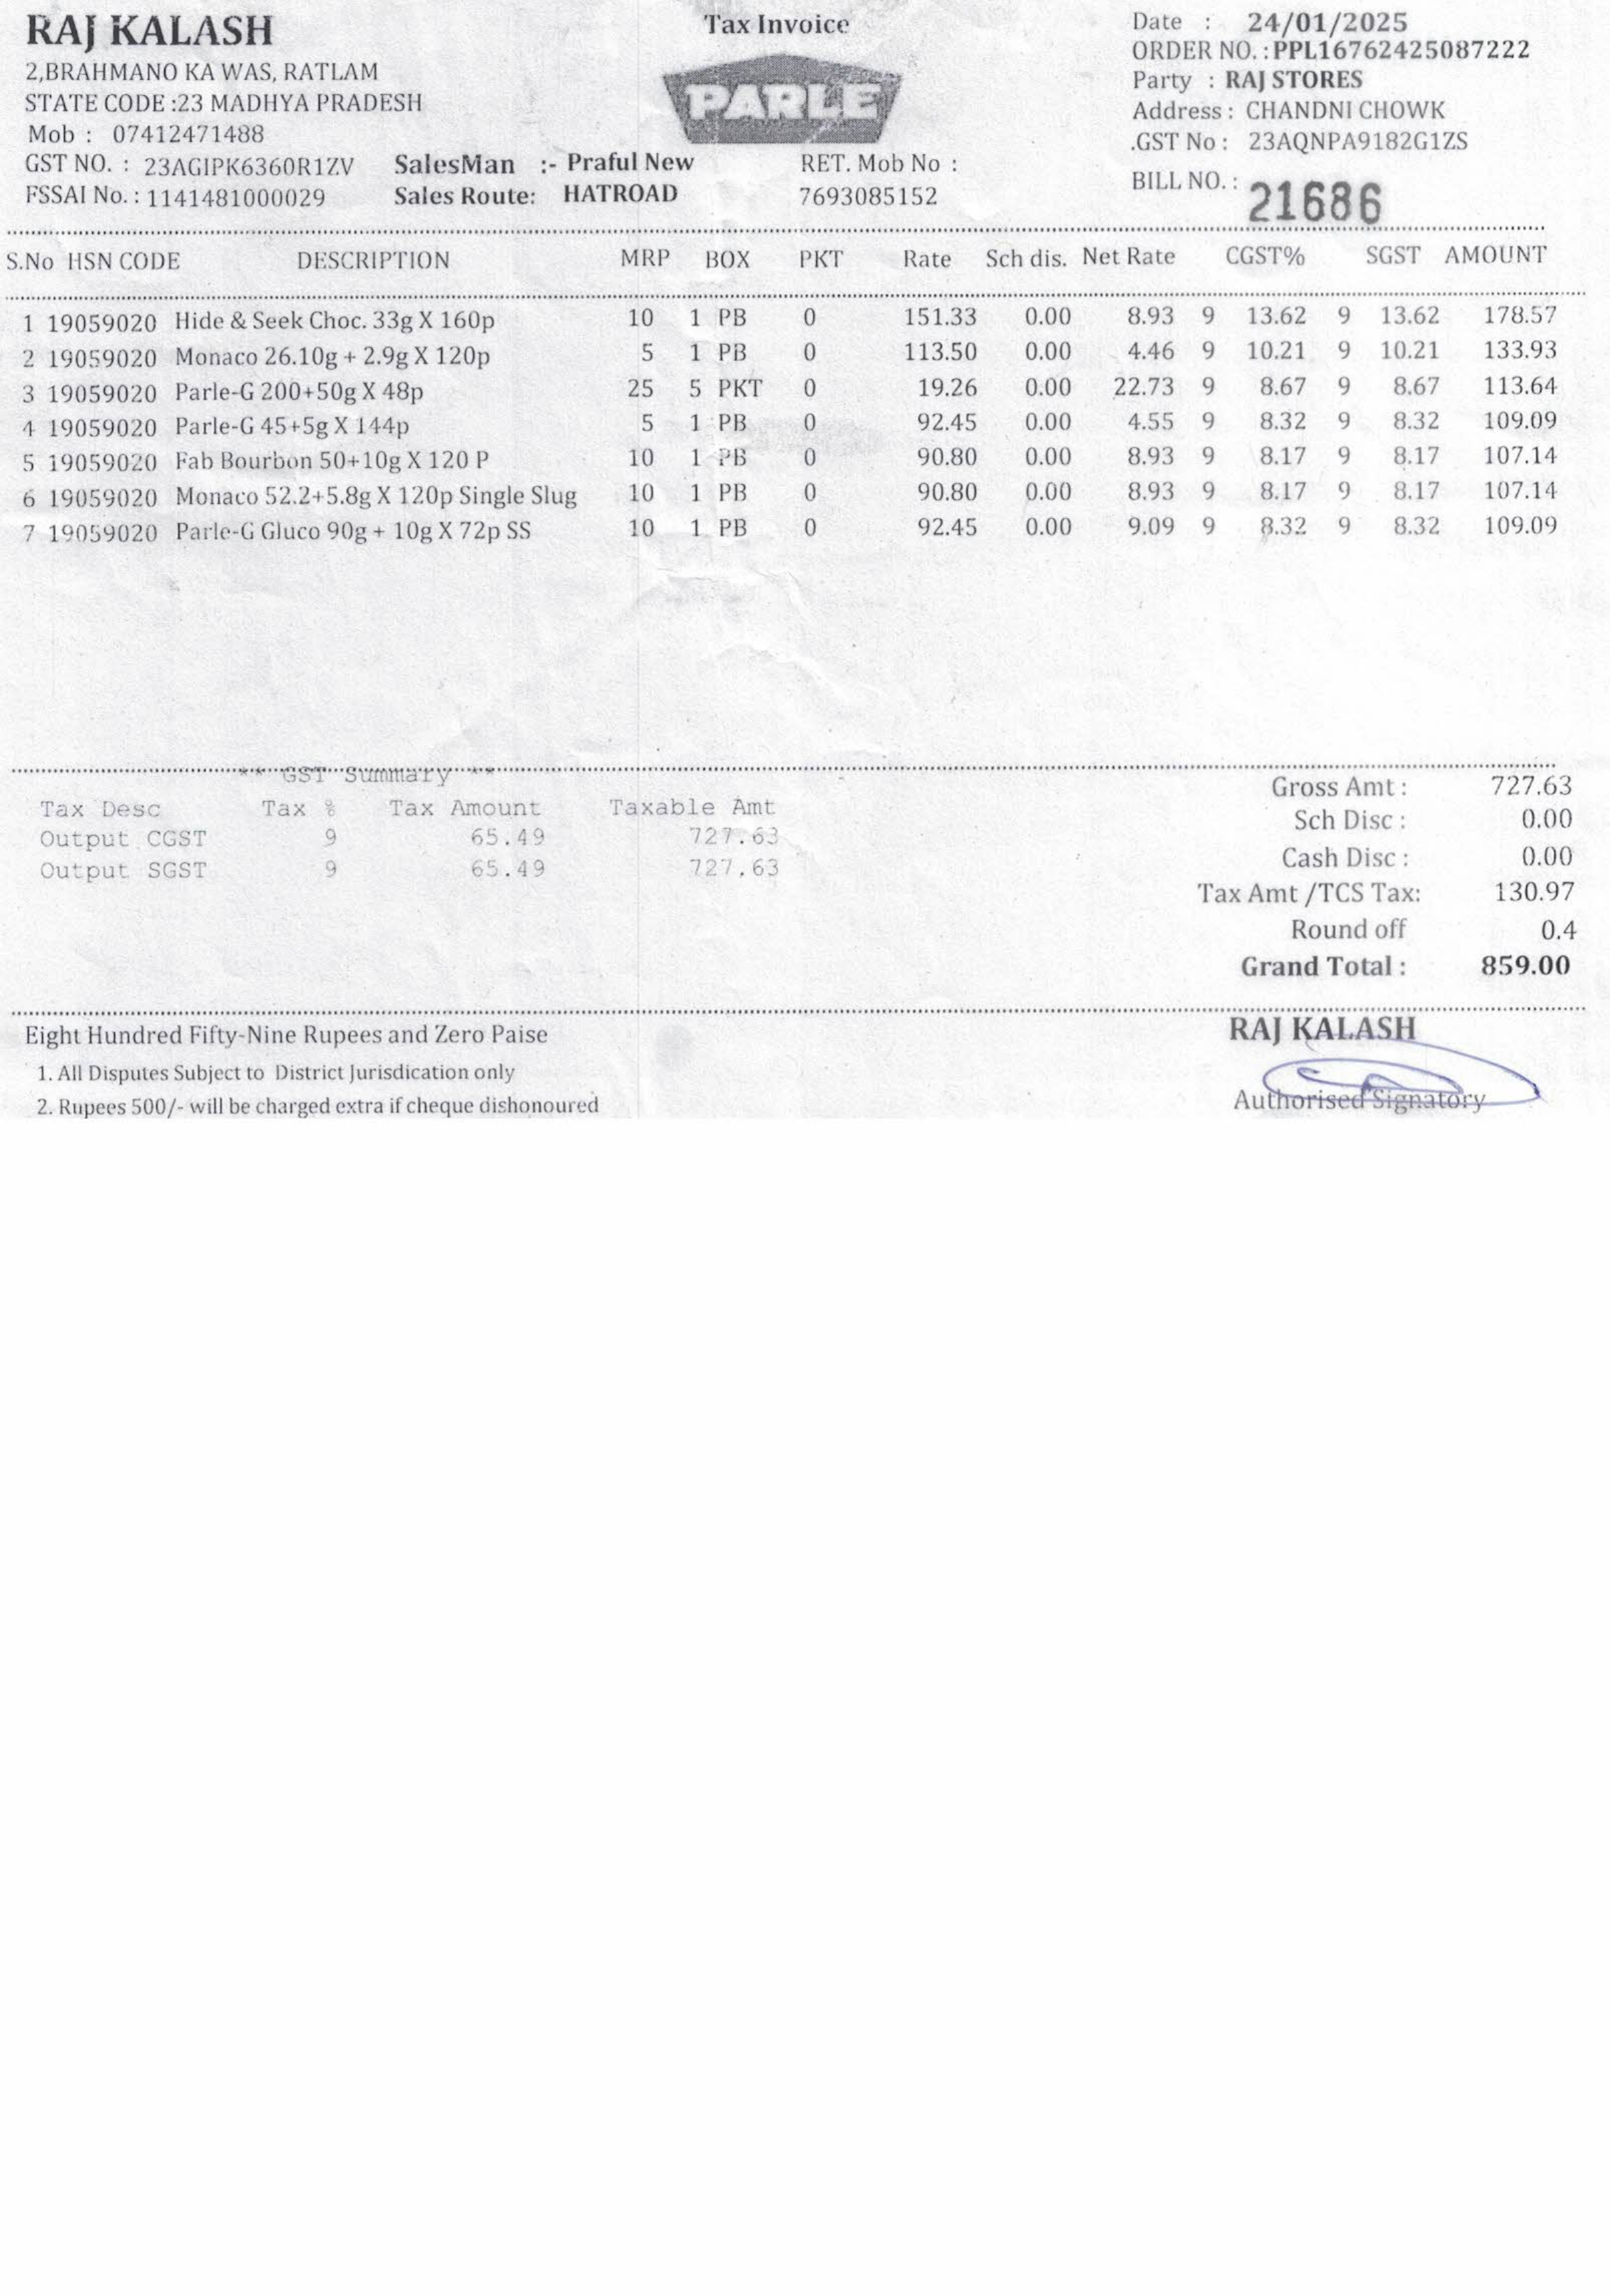 RAJ KALASH
2,BRAHMANO KA WAS, RATLAM
STATE CODE :23 MADHYA PRADESH
Mob : 07412471488
GST NO. : 23AGIPK6360R1ZV
FSSAI No. : 1141481000029
SalesMan :- Praful New
Sales Route: HATROAD
Tax Invoice
PARLE
RET. Mob No :
7693085152
Date : 24/01/2025
ORDER NO. : PPL16762425087222
Party : RAJ STORES
Address : CHANDNI CHOWK
.GST No : 23AQNPA9182G1ZS
BILL NO. : 21686
S.No HSN CODE DESCRIPTION MRP BOX PKT Rate Sch dis. Net Rate CGST% SGST AMOUNT
1 19059020 Hide & Seek Choc. 33g X 160p 10 1 PB 0 151.33 0.00 8.93 9 13.62 9 13.62 178.57
2 19059020 Monaco 26.10g + 2.9g X 120p 5 1 PB 0 113.50 0.00 4.46 9 10.21 9 10.21 133.93
3 19059020 Parle-G 200+50g X 48p 25 5 PKT 0 19.26 0.00 22.73 9 8.67 9 8.67 113.64
4 19059020 Parle-G 45+5g X 144p 5 1 PB 0 92.45 0.00 4.55 9 8.32 9 8.32 109.09
5 19059020 Fab Bourbon 50+10g X 120 P 10 1 PB 0 90.80 0.00 8.93 9 8.17 9 8.17 107.14
6 19059020 Monaco 52.2+5.8g X 120p Single Slug 10 1 PB 0 90.80 0.00 8.93 9 8.17 9 8.17 107.14
7 19059020 Parle-G Gluco 90g + 10g X 72p SS 10 1 PB 0 92.45 0.00 9.09 9 8.32 9 8.32 109.09
** GST Summary **
Tax Desc Tax % Tax Amount Taxable Amt
Output CGST 9 65.49 727.63
Output SGST 9 65.49 727.63
Gross Amt : 727.63
Sch Disc : 0.00
Cash Disc : 0.00
Tax Amt /TCS Tax: 130.97
Round off 0.4
Grand Total : 859.00
Eight Hundred Fifty-Nine Rupees and Zero Paise
1. All Disputes Subject to District Jurisdication only
2. Rupees 500/- will be charged extra if cheque dishonoured
RAJ KALASH
Authorised Signatory